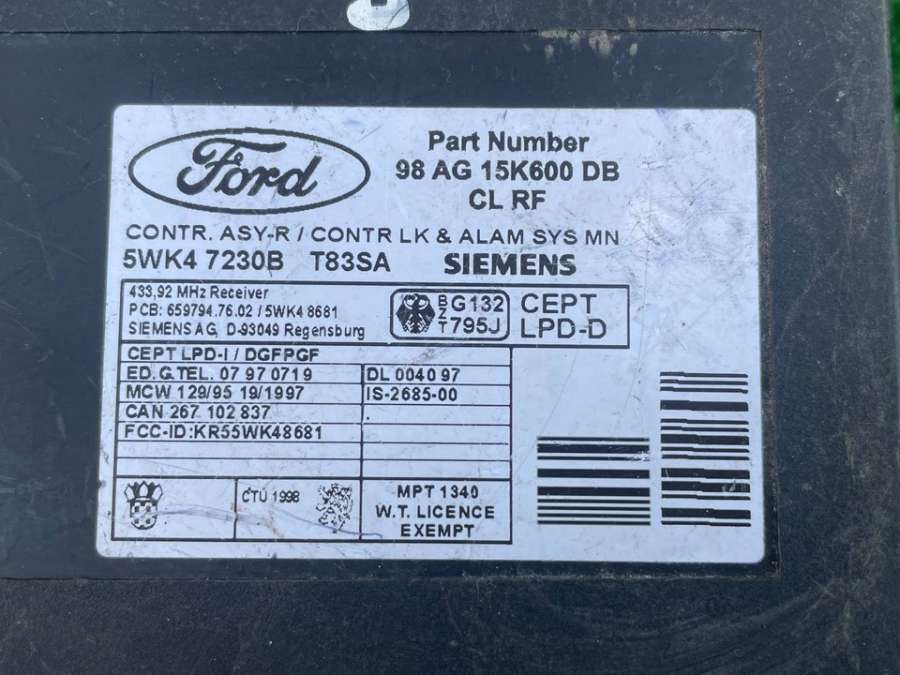 Ford
Part Number
98 AG 15K600 DB
CL RF
CONTR. ASY-R / CONTR LK & ALAM SYS MN
5WK4 7230B T83SA SIEMENS
433,92 MHz Receiver
PCB: 659794.76.02 / 5WK4 8681
SIEMENS AG, D-93049 Regensburg
BZT
G132
795J
CEPT
LPD-D
CEPT LPD-I / DGFPGF
ED. G. TEL. 07 97 0719 DL 0040 97
MCW 129/95 19/1997 IS-2685-00
CAN 267 102 837
FCC-ID:KR55WK48681
CTÚ 1998
MPT 1340
W.T. LICENCE
EXEMPT